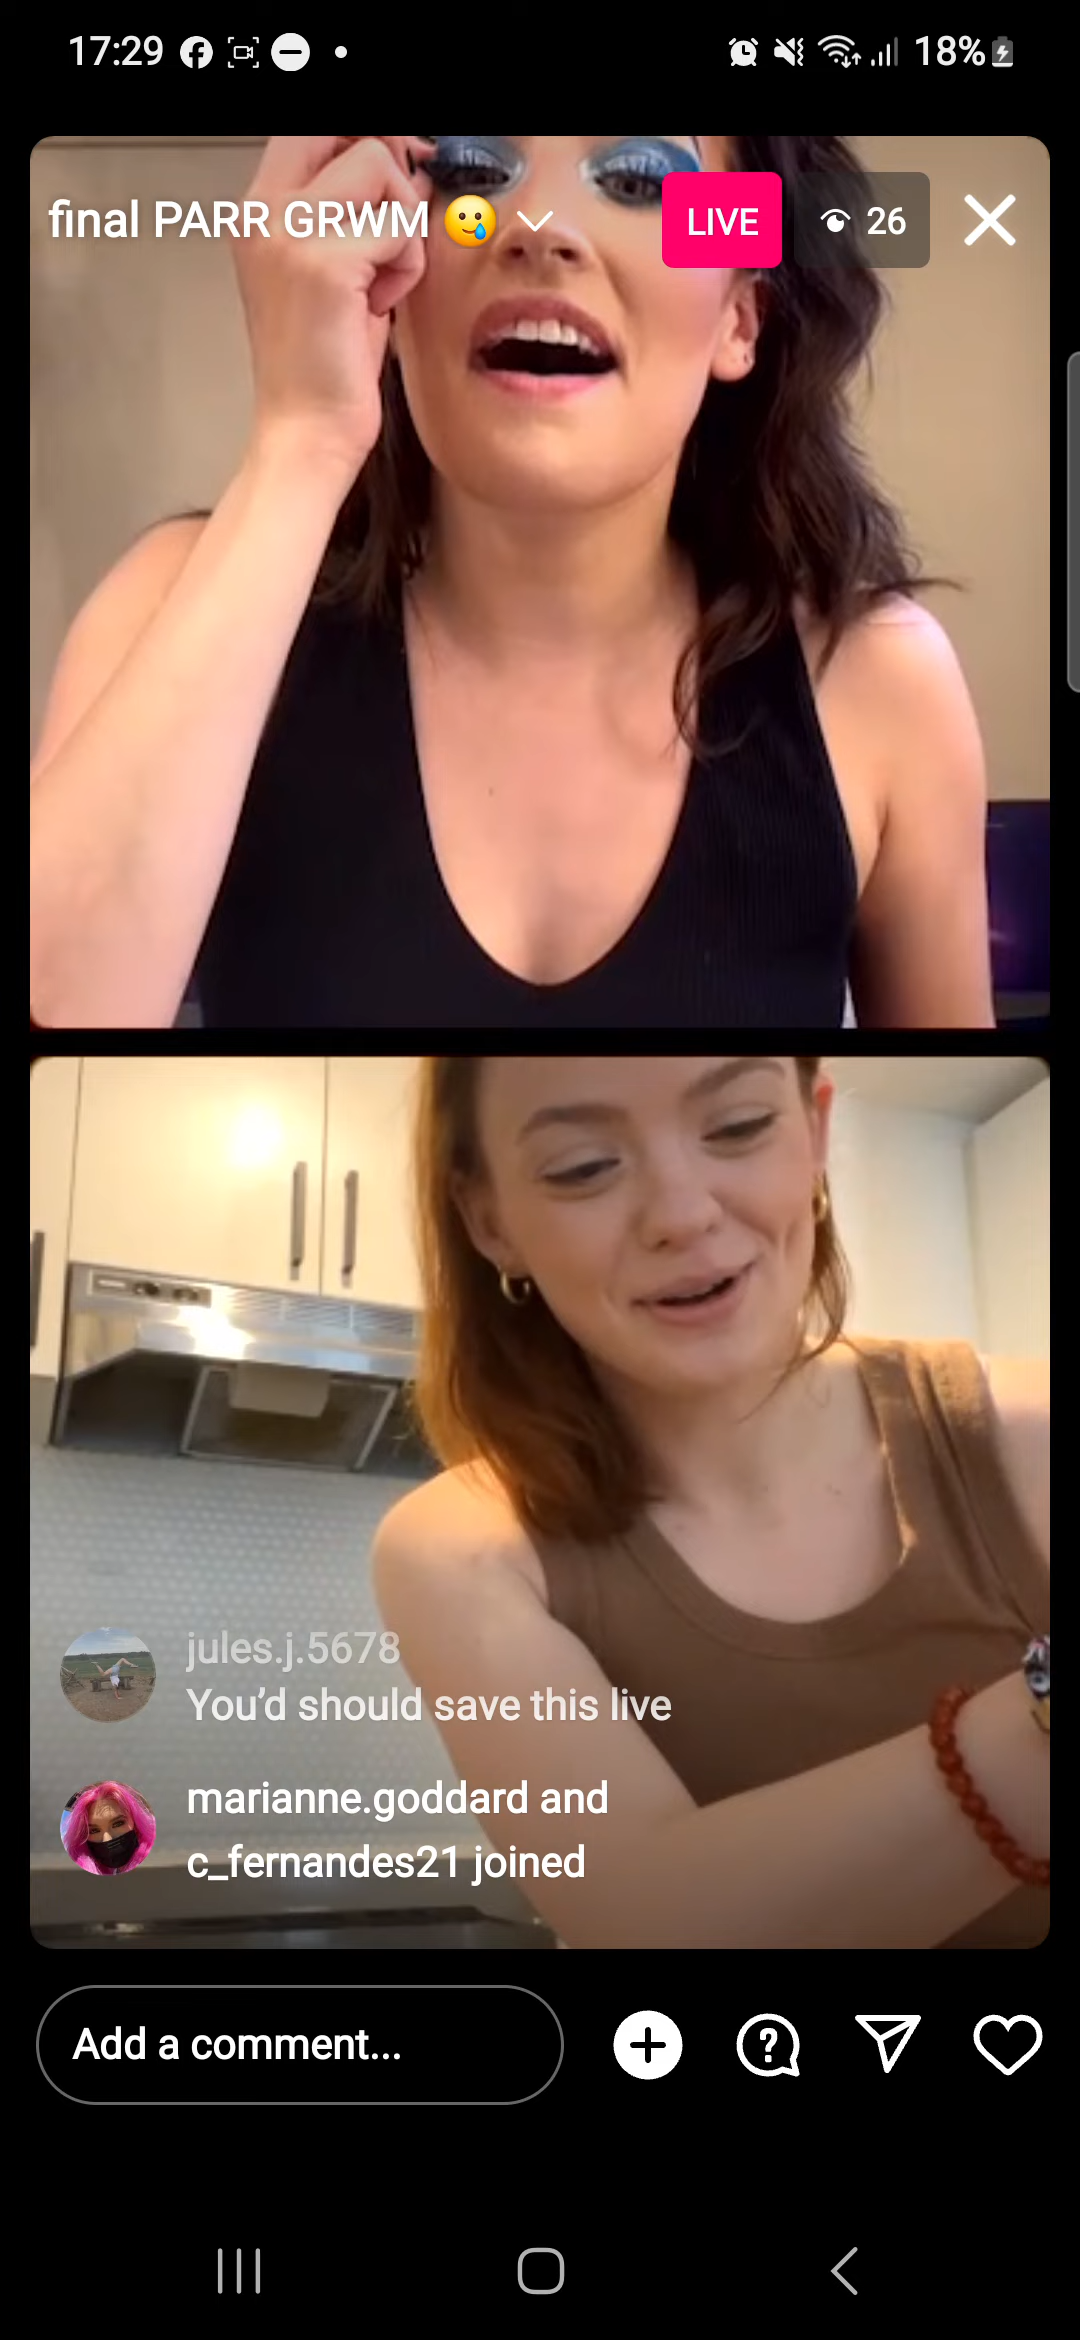 17:29
18%
final PARR GRWM 🥲
LIVE
26
jules.j.5678
You’d should save this live
marianne.goddard and
c_fernandes21 joined
Add a comment...